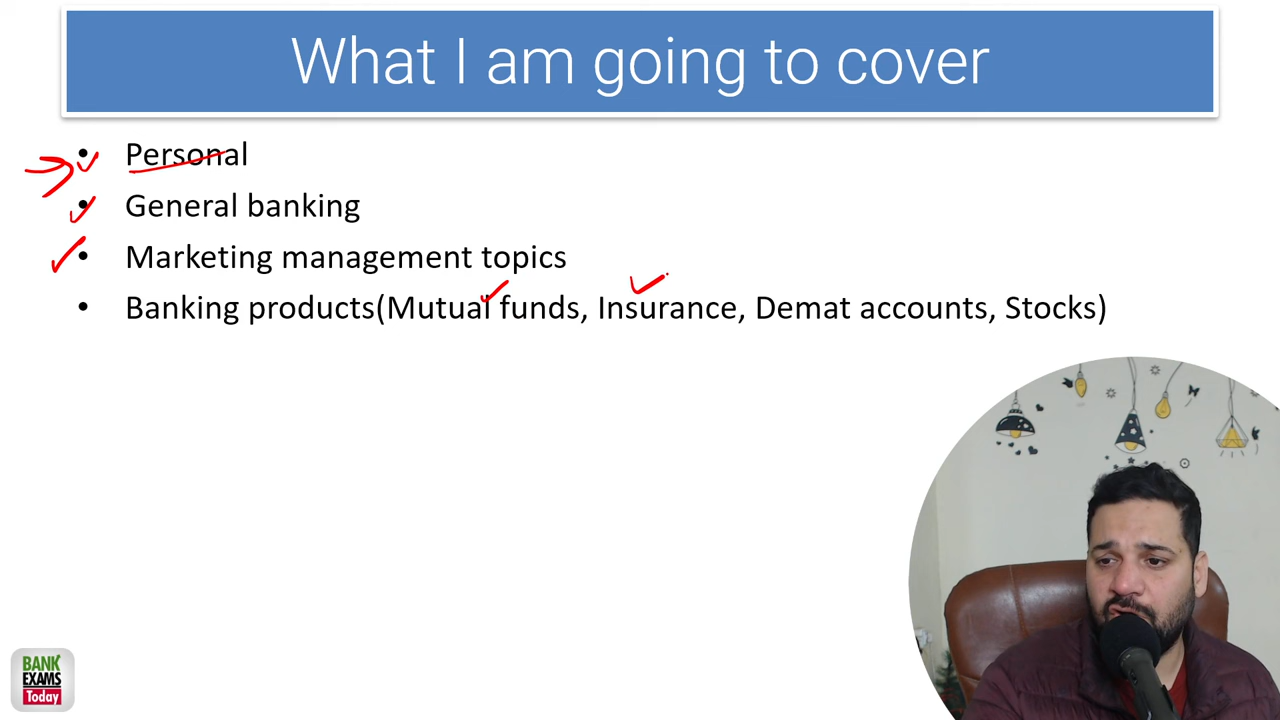 What I am going to cover
• Personal
• General banking
• Marketing management topics
• Banking products(Mutual funds, Insurance, Demat accounts, Stocks)
BANK
EXAMS
Today